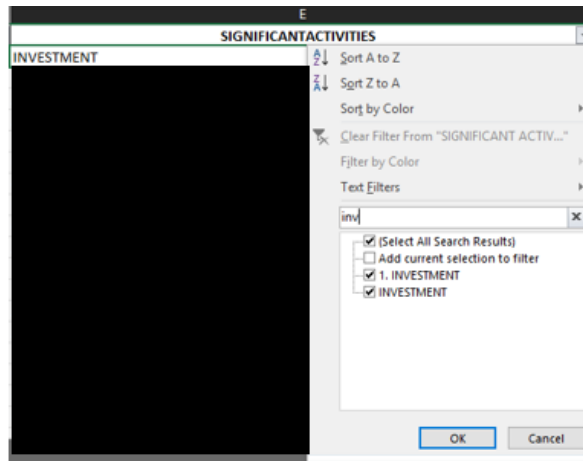 E
SIGNIFICANTACTIVITIES
INVESTMENT
Sort A to Z
Sort Z to A
Sort by Color
Clear Filter From "SIGNIFICANT ACTIV..."
Filter by Color
Text Filters
inv
(Select All Search Results)
Add current selection to filter
1. INVESTMENT
INVESTMENT
OK Cancel